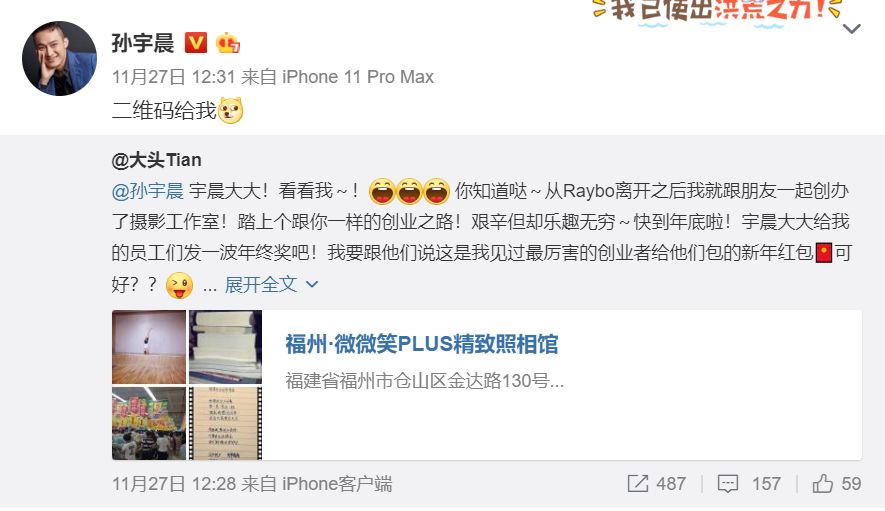 我已使出洪荒之力!
孙宇晨
11月27日 12:31 来自 iPhone 11 Pro Max
二维码给我
@大头Tian
@孙宇晨 宇晨大大！看看我～！ 你知道哒～从Raybo离开之后我就跟朋友一起创办
了摄影工作室！踏上个跟你一样的创业之路！艰辛但却乐趣无穷～快到年底啦！宇晨大大给我
的员工们发一波年终奖吧！我要跟他们说这是我见过最厉害的创业者给他们包的新年红包 可
好？？ ... 展开全文
福州·微微笑PLUS精致照相馆
福建省福州市仓山区金达路130号...
11月27日 12:28 来自 iPhone客户端
487
157
59